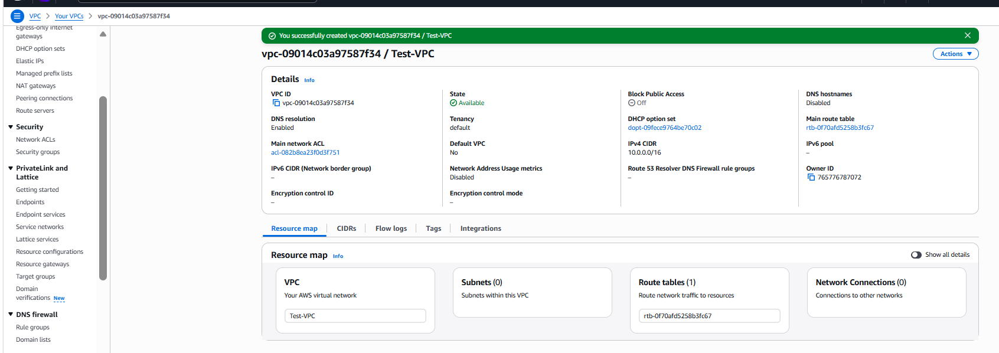 VPC > Your VPCs > vpc-09014c03a97587f34
Egress-only internet
gateways
DHCP option sets
Elastic IPs
Managed prefix lists
NAT gateways
Peering connections
Route servers
Security
Network ACLs
Security groups
PrivateLink and
Lattice
Getting started
Endpoints
Endpoint services
Service networks
Lattice services
Resource configurations
Resource gateways
Target groups
Domain
verifications New
DNS firewall
Rule groups
Domain lists
You successfully created vpc-09014c03a97587f34 / Test-VPC
vpc-09014c03a97587f34 / Test-VPC
Actions
Details Info
VPC ID
vpc-09014c03a97587f34
State
Available
Block Public Access
Off
DNS hostnames
Disabled
DNS resolution
Enabled
Tenancy
default
DHCP option set
dopt-09fece9764be70c02
Main route table
rtb-0f70afd5258b3fc67
Main network ACL
acl-082b8ea23f0d3f751
Default VPC
No
IPv4 CIDR
10.0.0.0/16
IPv6 pool
–
IPv6 CIDR (Network border group)
–
Network Address Usage metrics
Disabled
Route 53 Resolver DNS Firewall rule groups
–
Owner ID
765776787072
Encryption control ID
–
Encryption control mode
–
Resource map
CIDRs
Flow logs
Tags
Integrations
Resource map Info
Show all details
VPC
Your AWS virtual network
Test-VPC
Subnets (0)
Subnets within this VPC
Route tables (1)
Route network traffic to resources
rtb-0f70afd5258b3fc67
Network Connections (0)
Connections to other networks